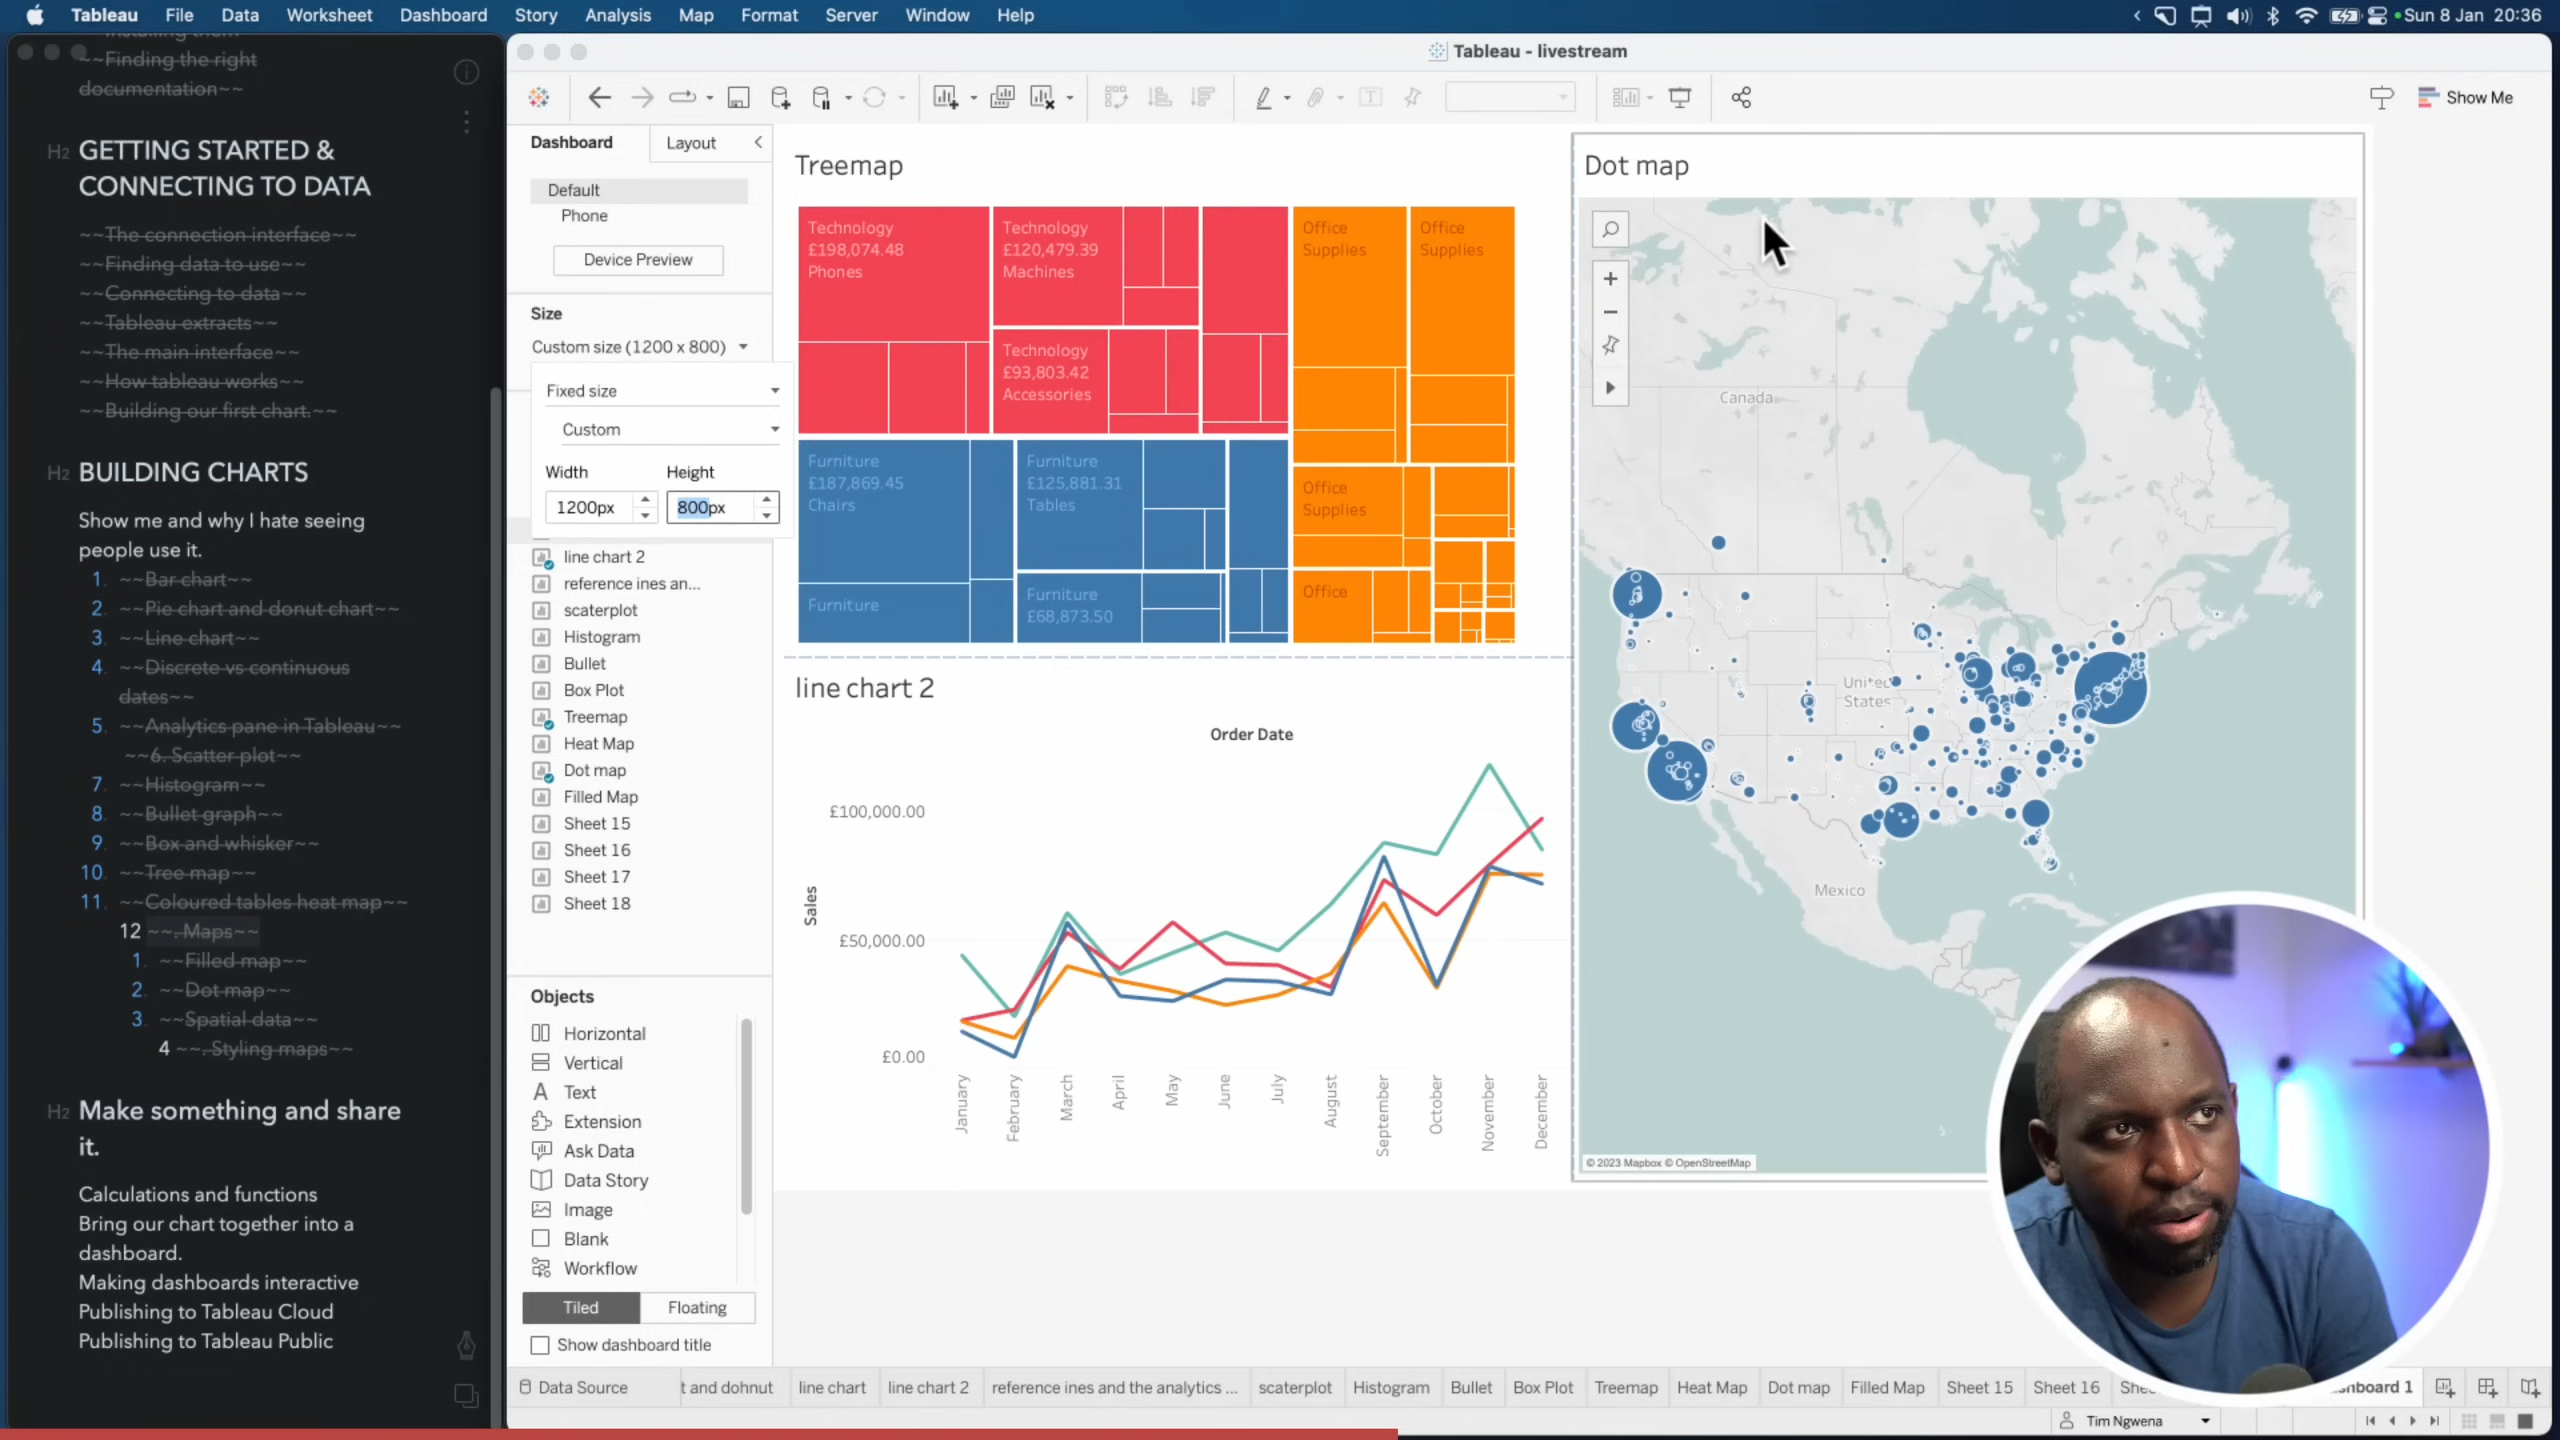 Tableau File Data Worksheet Dashboard Story Analysis Map Format Server Window Help
Sun 8 Jan 20:36
Installing them
~~Finding the right
documentation~~
H2 GETTING STARTED &
CONNECTING TO DATA
~~The connection interface~~
~~Finding data to use~~
~~Connecting to data~~
~~Tableau extracts~~
~~The main interface~~
~~How tableau works~~
~~Building our first chart.~~
H2 BUILDING CHARTS
Show me and why I hate seeing
people use it.
1. ~~Bar chart~~
2. ~~Pie chart and donut chart~~
3. ~~Line chart~~
4. ~~Discrete vs continuous
dates~~
5. ~~Analytics pane in Tableau~~
~~6. Scatter plot~~
7. ~~Histogram~~
8. ~~Bullet graph~~
9. ~~Box and whisker~~
10. ~~Tree map~~
11. ~~Coloured tables heat map~~
12 ~~. Maps~~
1. ~~Filled map~~
2. ~~Dot map~~
3. ~~Spatial data~~
4 ~~. Styling maps~~
H2 Make something and share
it.
Calculations and functions
Bring our chart together into a
dashboard.
Making dashboards interactive
Publishing to Tableau Cloud
Publishing to Tableau Public
Tableau - livestream
Show Me
Dashboard Layout
Default
Phone
Device Preview
Size
Custom size (1200 x 800)
Fixed size
Custom
Width Height
1200px 800px
line chart 2
reference ines an...
scaterplot
Histogram
Bullet
Box Plot
Treemap
Heat Map
Dot map
Filled Map
Sheet 15
Sheet 16
Sheet 17
Sheet 18
Objects
Horizontal
Vertical
Text
Extension
Ask Data
Data Story
Image
Blank
Workflow
Tiled Floating
Show dashboard title
Treemap
Technology
£198,074.48
Phones
Technology
£120,479.39
Machines
Technology
£93,803.42
Accessories
Office
Supplies
Office
Supplies
Furniture
£187,869.45
Chairs
Furniture
£125,881.31
Tables
Office
Supplies
Furniture
Furniture
£68,873.50
Office
line chart 2
Order Date
Sales
£100,000.00
£50,000.00
£0.00
January
February
March
April
May
June
July
August
September
October
November
December
Dot map
Canada
United
States
Mexico
© 2023 Mapbox © OpenStreetMap
Data Source t and dohnut line chart line chart 2 reference ines and the analytics ... scaterplot Histogram Bullet Box Plot Treemap Heat Map Dot map Filled Map Sheet 15 Sheet 16 She shboard 1
Tim Ngwena